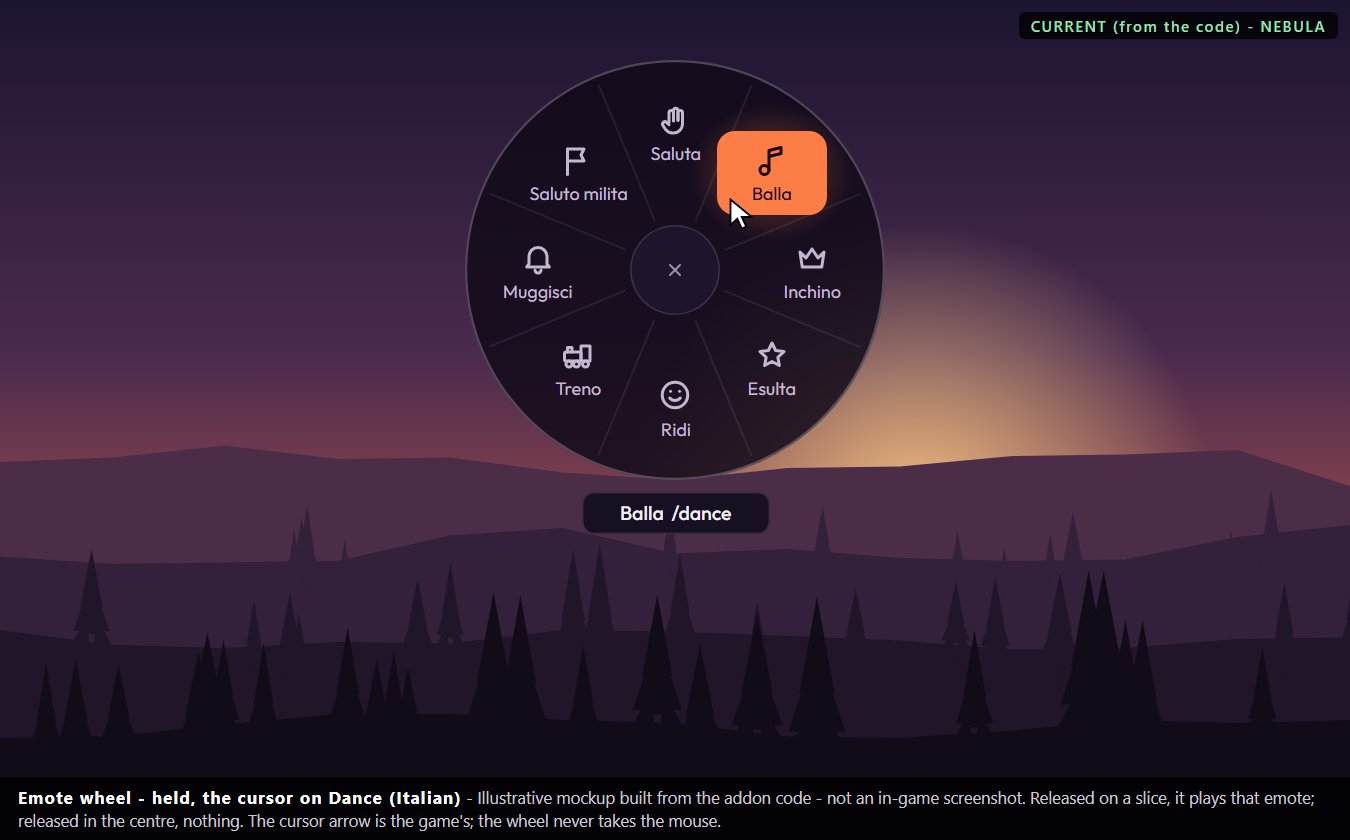 CURRENT (from the code) - NEBULA
Saluta
Balla
Saluto milita
Muggisci
Inchino
Treno
Esulta
Ridi
Balla /dance
Emote wheel - held, the cursor on Dance (Italian) - Illustrative mockup built from the addon code - not an in-game screenshot. Released on a slice, it plays that emote;
released in the centre, nothing. The cursor arrow is the game's; the wheel never takes the mouse.